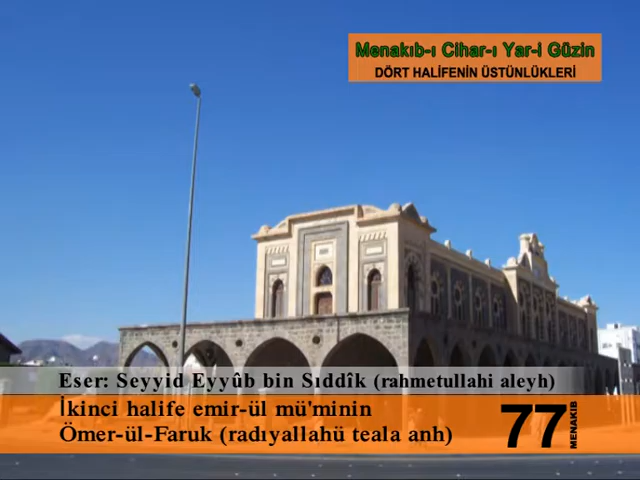 Menakıb-ı Cihar-ı Yar-i Güzin
DÖRT HALİFENİN ÜSTÜNLÜKLERİ
Eser: Seyyid Eyyûb bin Sıddîk (rahmetullahi aleyh)
İkinci halife emir-ül mü'minin
Ömer-ül-Faruk (radıyallahü teala anh)
77
MENAKIB